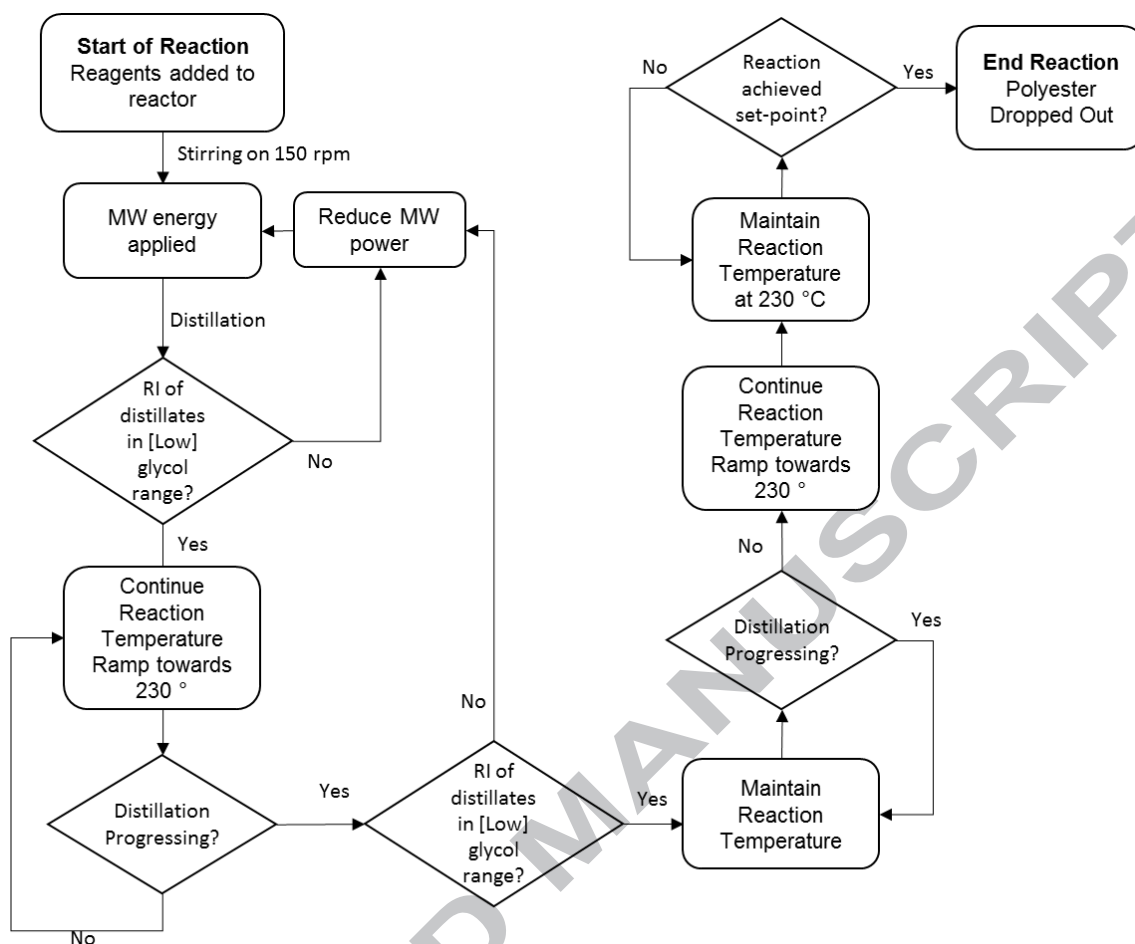 Start of Reaction
Reagents added to
reactor
Stirring on 150 rpm
MW energy
applied
Reduce MW
power
Distillation
RI of
distillates
in [Low]
glycol
range?
No
Yes
Continue
Reaction
Temperature
Ramp towards
230 °
Distillation
Progressing?
No
Yes
RI of
distillates
in [Low]
glycol
range?
No
Yes
Maintain
Reaction
Temperature
Distillation
Progressing?
Yes
No
Continue
Reaction
Temperature
Ramp towards
230 °
Maintain
Reaction
Temperature
at 230 °C
Reaction
achieved
set-point?
No
Yes
End Reaction
Polyester
Dropped Out
D MANUSCRIPT